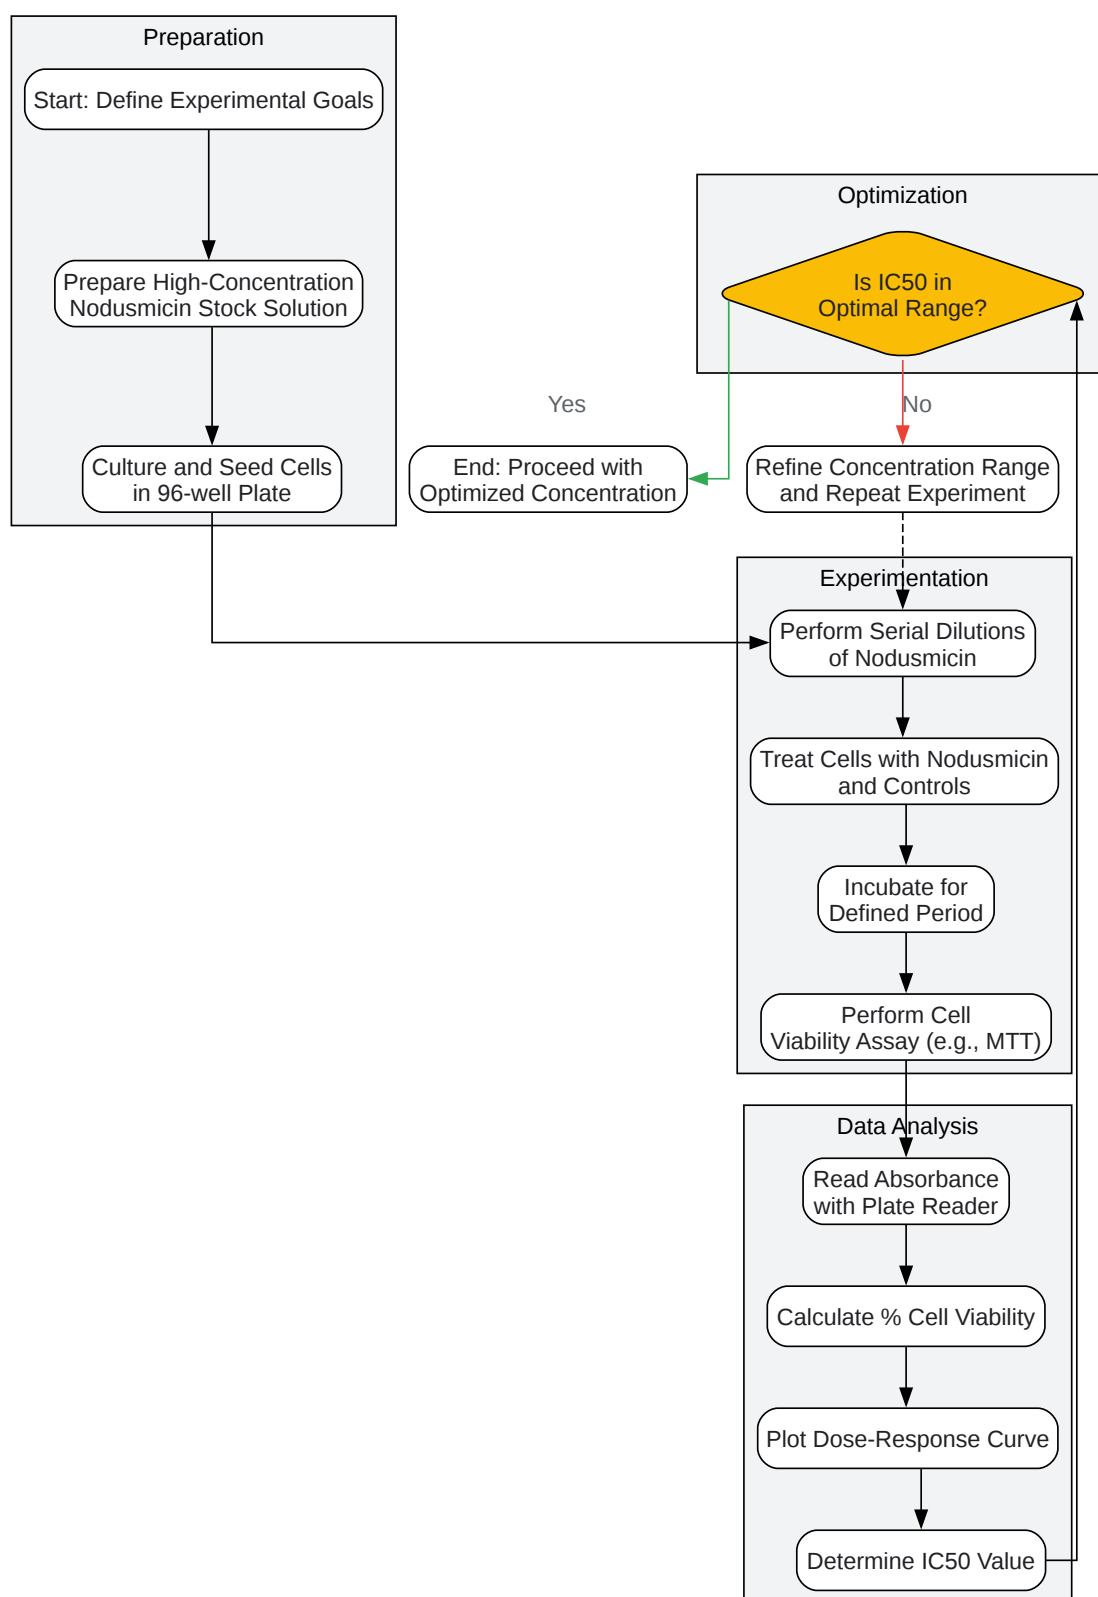 Preparation
Start: Define Experimental Goals
Prepare High-Concentration
Nodusmicin Stock Solution
Culture and Seed Cells
in 96-well Plate
Optimization
Is IC50 in
Optimal Range?
Yes
No
End: Proceed with
Optimized Concentration
Refine Concentration Range
and Repeat Experiment
Experimentation
Perform Serial Dilutions
of Nodusmicin
Treat Cells with Nodusmicin
and Controls
Incubate for
Defined Period
Perform Cell
Viability Assay (e.g., MTT)
Data Analysis
Read Absorbance
with Plate Reader
Calculate % Cell Viability
Plot Dose-Response Curve
Determine IC50 Value